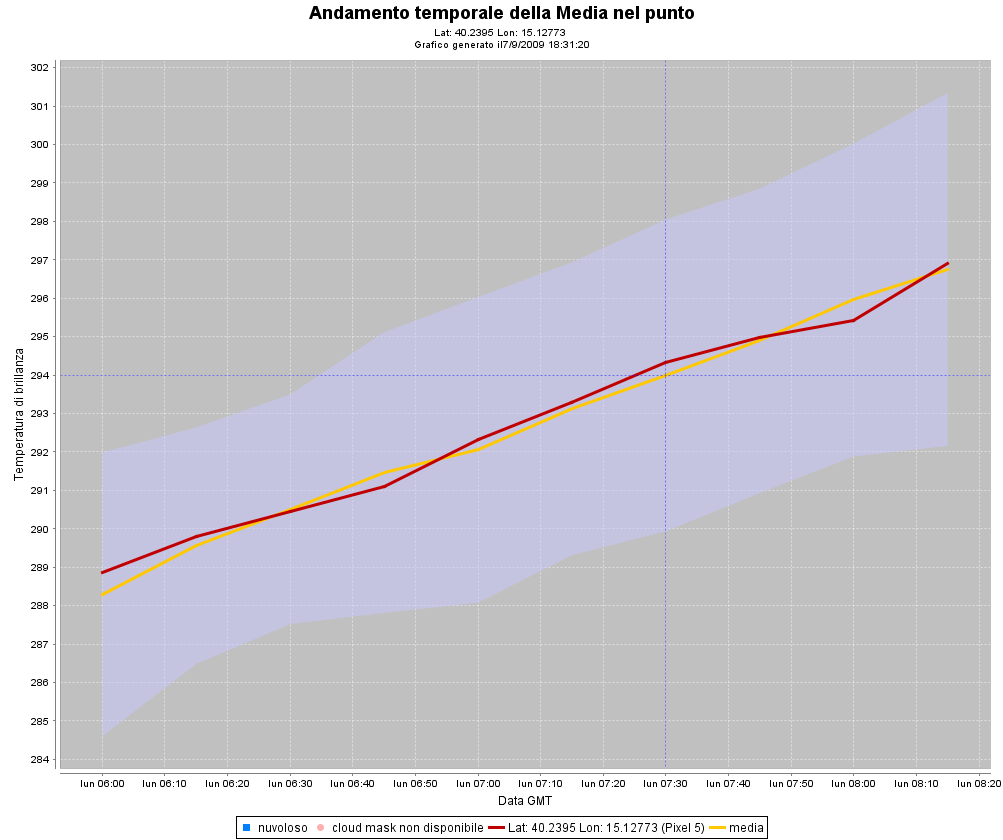 Andamento temporale della Media nel punto
Lat: 40.2395 Lon: 15.12773
Grafico generato il7/9/2009 18:31:20
302
301
300
299
298
297
296
295
294
293
292
291
290
289
288
287
286
285
284
Temperatura di brillanza
lun 06:00 lun 06:10 lun 06:20 lun 06:30 lun 06:40 lun 06:50 lun 07:00 lun 07:10 lun 07:20 lun 07:30 lun 07:40 lun 07:50 lun 08:00 lun 08:10 lun 08:20
Data GMT
nuvoloso cloud mask non disponibile Lat: 40.2395 Lon: 15.12773 (Pixel 5) media